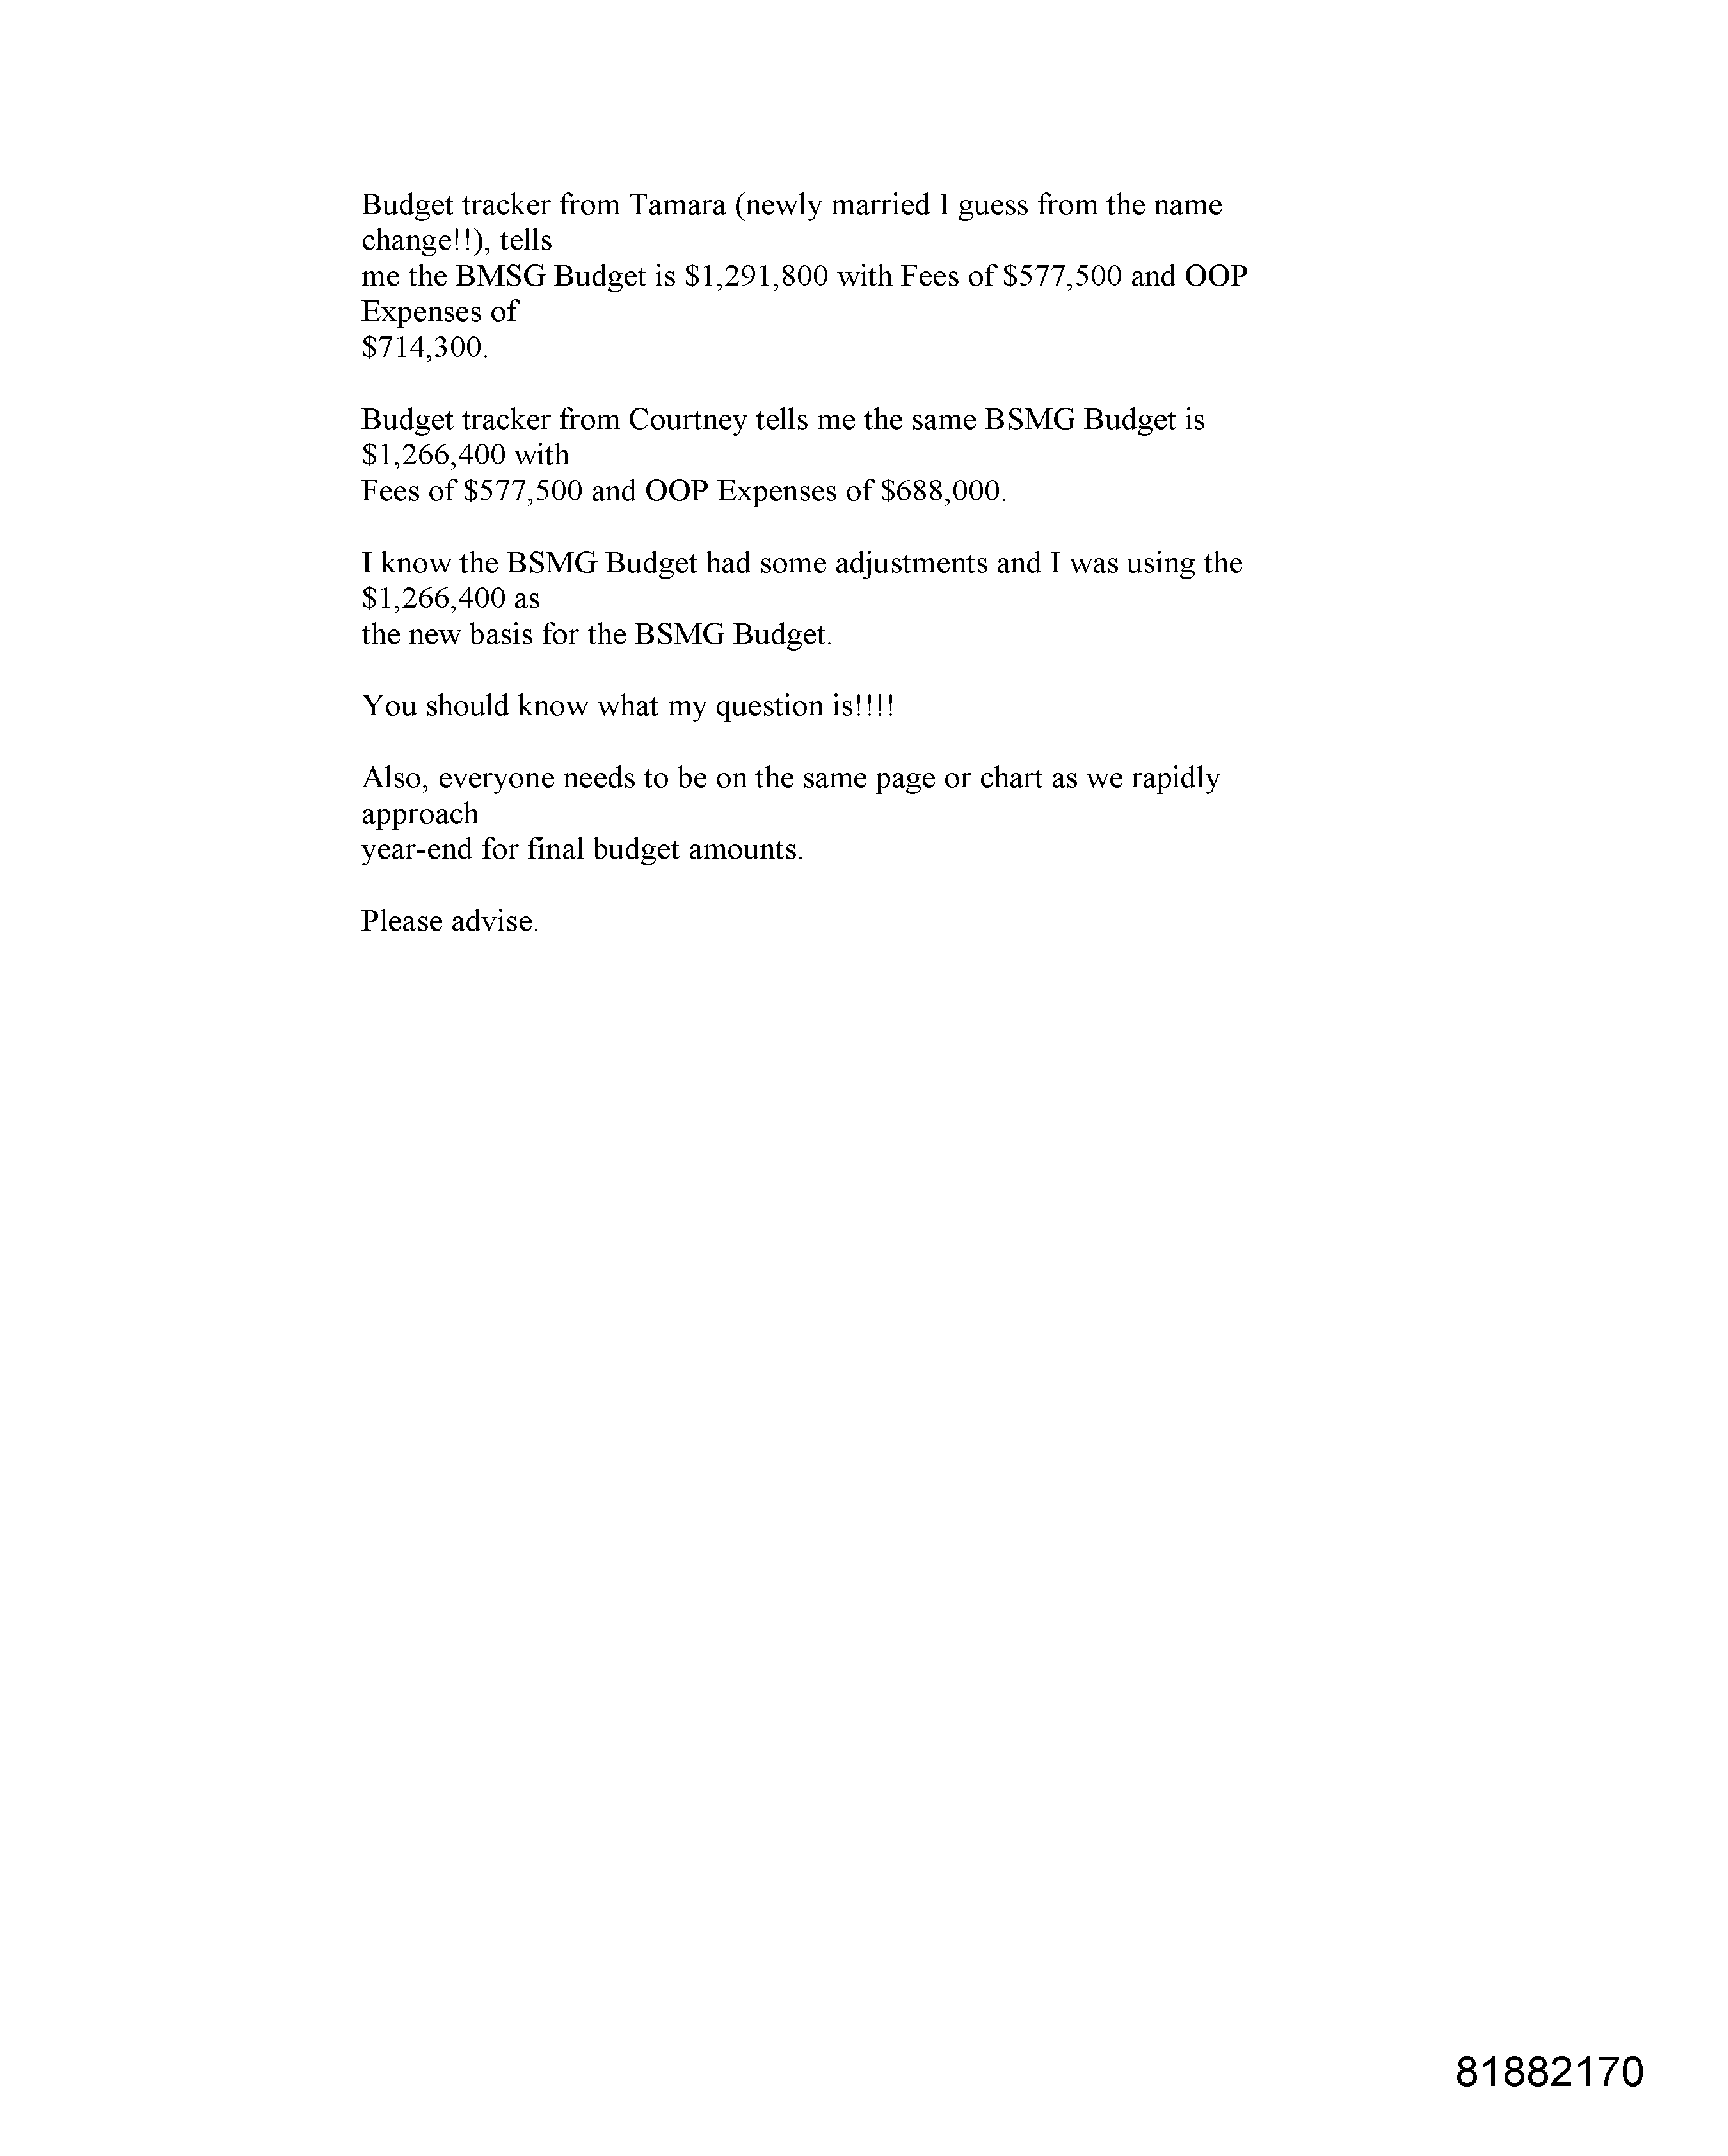 Budget tracker from Tamara (newly married I guess from the name
change!!), tells
me the BMSG Budget is $1,291,800 with Fees of $577,500 and OOP
Expenses of
$714,300.
Budget tracker from Courtney tells me the same BSMG Budget is
$1,266,400 with
Fees of $577,500 and OOP Expenses of $688,000.
I know the BSMG Budget had some adjustments and I was using the
$1,266,400 as
the new basis for the BSMG Budget.
You should know what my question is!!!!
Also, everyone needs to be on the same page or chart as we rapidly
approach
year-end for final budget amounts.
Please advise.
81882170